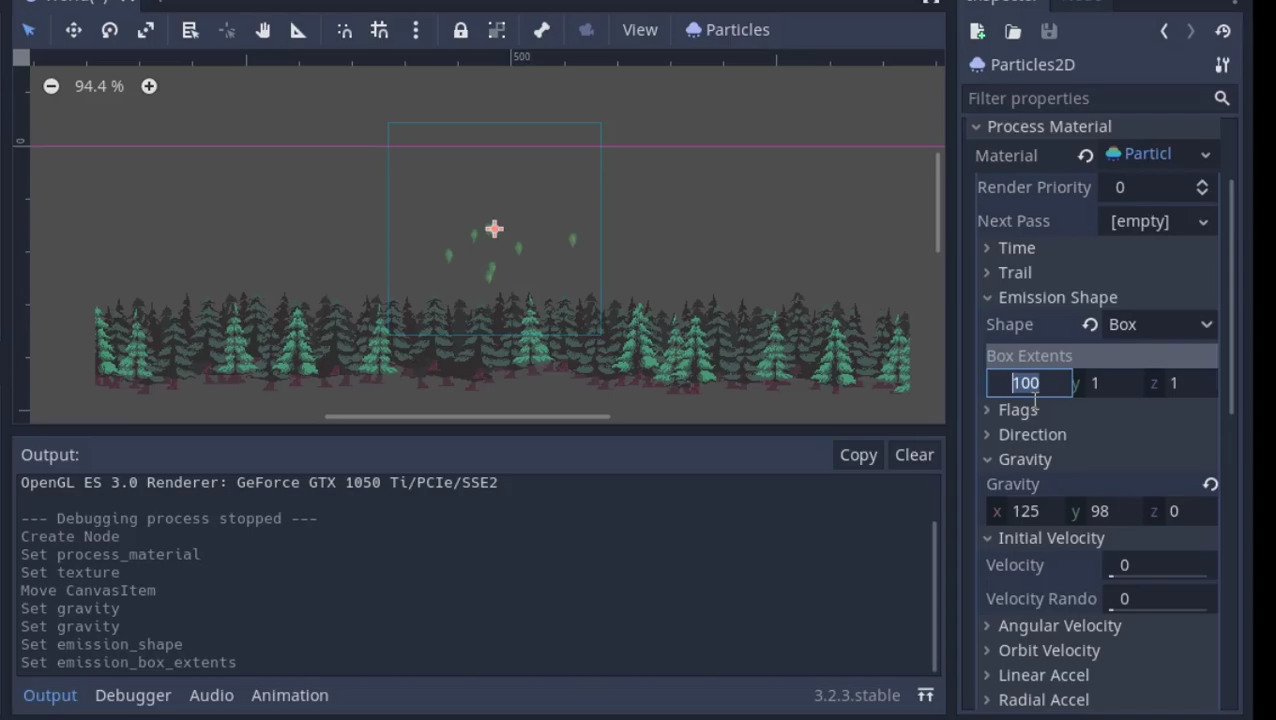 View
Particles
500
94.4 %
0
Output:
Copy
Clear
OpenGL ES 3.0 Renderer: GeForce GTX 1050 Ti/PCIe/SSE2
--- Debugging process stopped ---
Create Node
Set process_material
Set texture
Move CanvasItem
Set gravity
Set gravity
Set emission_shape
Set emission_box_extents
Output
Debugger
Audio
Animation
3.2.3.stable
Particles2D
Filter properties
Process Material
Material
Particl
Render Priority
0
Next Pass
[empty]
Time
Trail
Emission Shape
Shape
Box
Box Extents
100
y 1
z 1
Flags
Direction
Gravity
Gravity
x 125
y 98
z 0
Initial Velocity
Velocity
0
Velocity Rando
0
Angular Velocity
Orbit Velocity
Linear Accel
Radial Accel